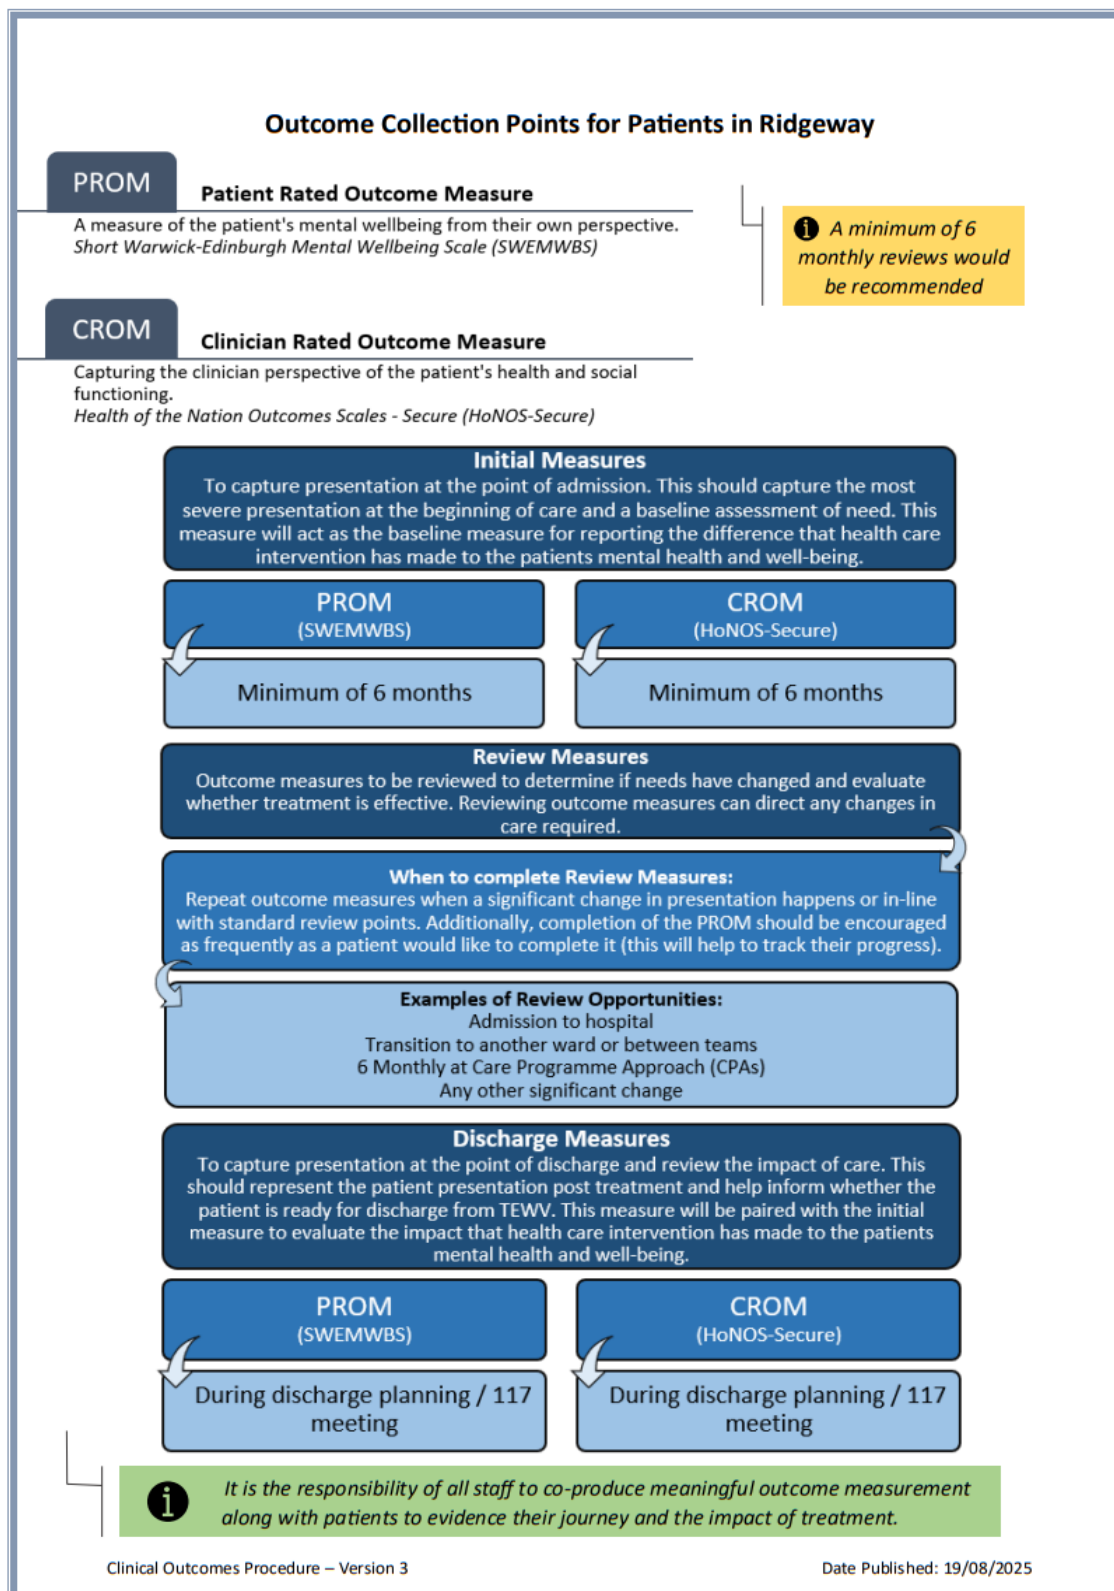 Outcome Collection Points for Patients in Ridgeway
PROM
Patient Rated Outcome Measure
A measure of the patient's mental wellbeing from their own perspective.
Short Warwick-Edinburgh Mental Wellbeing Scale (SWEMWBS)
i A minimum of 6
monthly reviews would
be recommended
CROM
Clinician Rated Outcome Measure
Capturing the clinician perspective of the patient's health and social
functioning.
Health of the Nation Outcomes Scales - Secure (HoNOS-Secure)
Initial Measures
To capture presentation at the point of admission. This should capture the most
severe presentation at the beginning of care and a baseline assessment of need. This
measure will act as the baseline measure for reporting the difference that health care
intervention has made to the patients mental health and well-being.
PROM
(SWEMWBS)
CROM
(HoNOS-Secure)
Minimum of 6 months
Minimum of 6 months
Review Measures
Outcome measures to be reviewed to determine if needs have changed and evaluate
whether treatment is effective. Reviewing outcome measures can direct any changes in
care required.
When to complete Review Measures:
Repeat outcome measures when a significant change in presentation happens or in-line
with standard review points. Additionally, completion of the PROM should be encouraged
as frequently as a patient would like to complete it (this will help to track their progress).
Examples of Review Opportunities:
Admission to hospital
Transition to another ward or between teams
6 Monthly at Care Programme Approach (CPAs)
Any other significant change
Discharge Measures
To capture presentation at the point of discharge and review the impact of care. This
should represent the patient presentation post treatment and help inform whether the
patient is ready for discharge from TEWV. This measure will be paired with the initial
measure to evaluate the impact that health care intervention has made to the patients
mental health and well-being.
PROM
(SWEMWBS)
CROM
(HoNOS-Secure)
During discharge planning / 117
meeting
During discharge planning / 117
meeting
i It is the responsibility of all staff to co-produce meaningful outcome measurement
along with patients to evidence their journey and the impact of treatment.
Clinical Outcomes Procedure – Version 3
Date Published: 19/08/2025